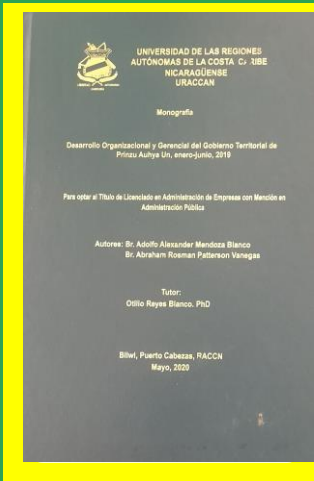 UNIVERSIDAD DE LAS REGIONES
AUTÓNOMAS DE LA COSTA CARIBE
NICARAGÜENSE
URACCAN
Monografía
Desarrollo Organizacional y Gerencial del Gobierno Territorial de
Prinzu Auhya Un, enero-junio, 2019
Para optar al Título de Licenciado en Administración de Empresas con Mención en
Administración Pública
Autores: Br. Adolfo Alexander Mendoza Blanco
Br. Abraham Rosman Patterson Vanegas
Tutor:
Otilio Reyes Blanco. PhD
Bilwi, Puerto Cabezas, RACCN
Mayo, 2020